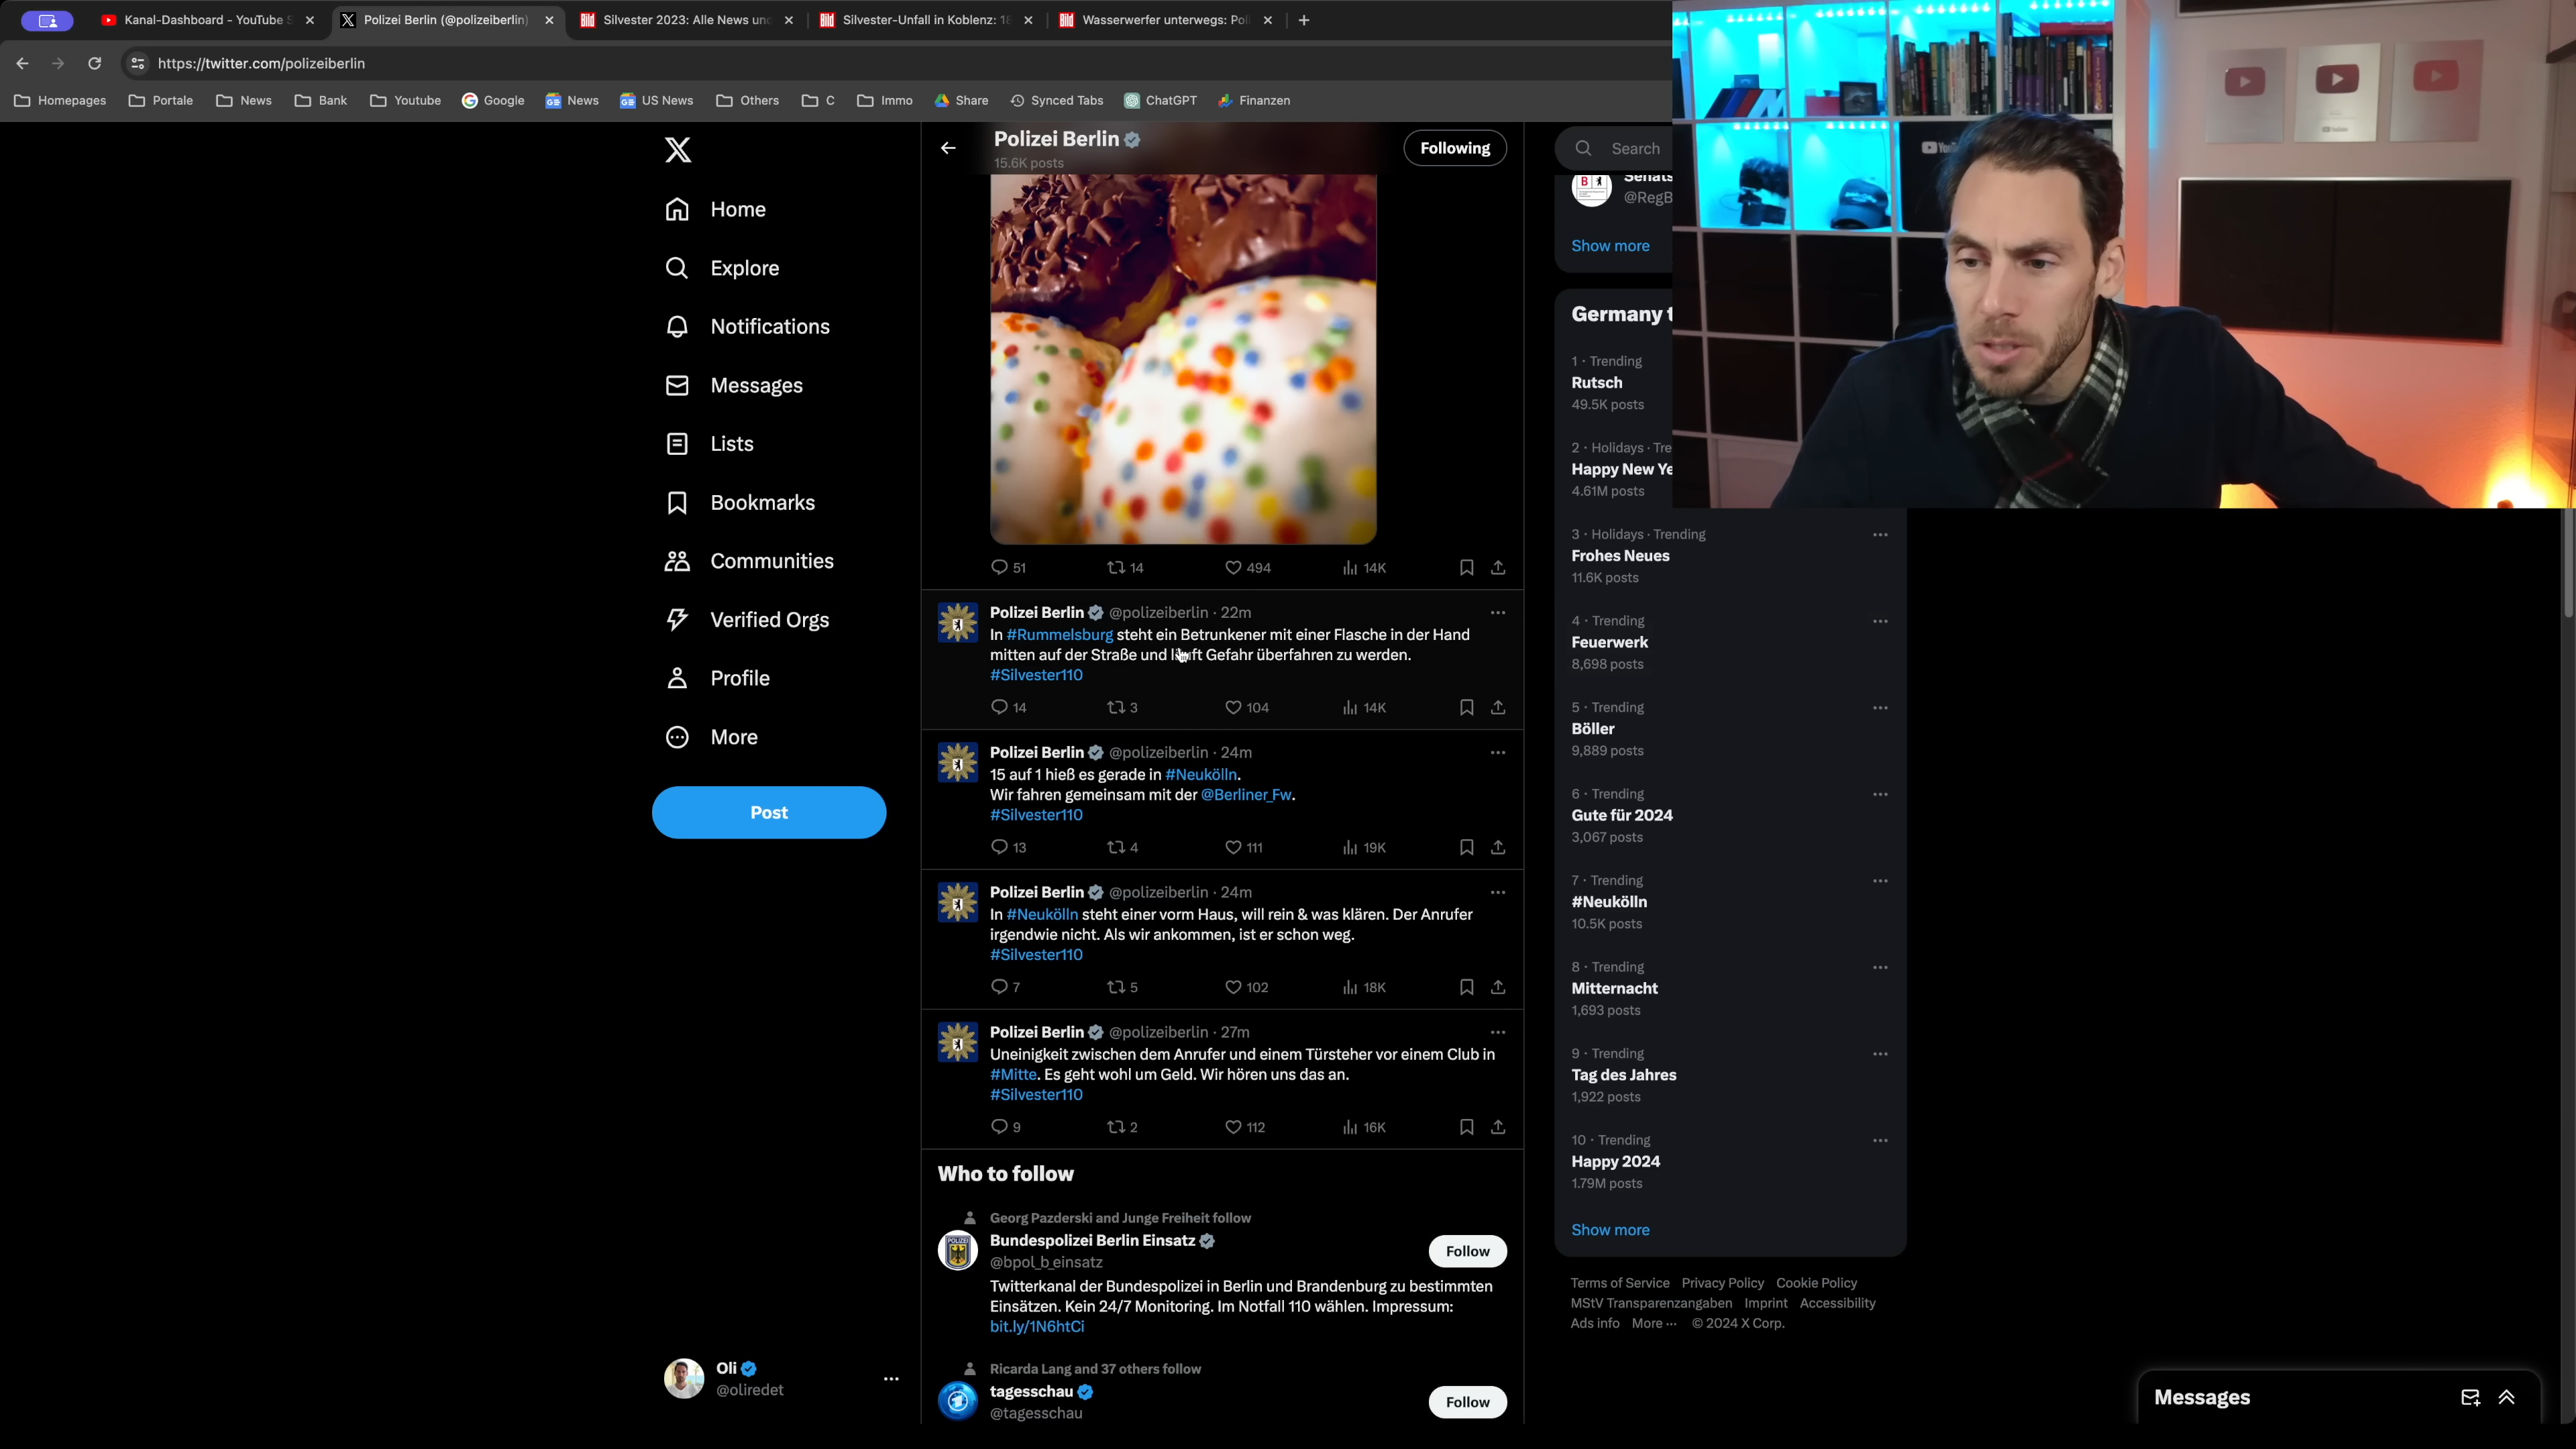 Kanal-Dashboard - YouTube S
Polizei Berlin (@polizeiberlin)
Silvester 2023: Alle News und
Silvester-Unfall in Koblenz: 18
Wasserwerfer unterwegs: Poli
https://twitter.com/polizeiberlin
Homepages
Portale
News
Bank
Youtube
Google
News
US News
Others
C
Immo
Share
Synced Tabs
ChatGPT
Finanzen
Home
Explore
Notifications
Messages
Lists
Bookmarks
Communities
Verified Orgs
Profile
More
Post
Oli
@oliredet
Polizei Berlin
15.6K posts
Following
51
14
494
14K
Polizei Berlin @polizeiberlin · 22m
In #Rummelsburg steht ein Betrunkener mit einer Flasche in der Hand
mitten auf der Straße und läuft Gefahr überfahren zu werden.
#Silvester110
14
3
104
14K
Polizei Berlin @polizeiberlin · 24m
15 auf 1 hieß es gerade in #Neukölln.
Wir fahren gemeinsam mit der @Berliner_Fw.
#Silvester110
13
4
111
19K
Polizei Berlin @polizeiberlin · 24m
In #Neukölln steht einer vorm Haus, will rein & was klären. Der Anrufer
irgendwie nicht. Als wir ankommen, ist er schon weg.
#Silvester110
7
5
102
18K
Polizei Berlin @polizeiberlin · 27m
Uneinigkeit zwischen dem Anrufer und einem Türsteher vor einem Club in
#Mitte. Es geht wohl um Geld. Wir hören uns das an.
#Silvester110
9
2
112
16K
Who to follow
Georg Pazderski and Junge Freiheit follow
Bundespolizei Berlin Einsatz
@bpol_b_einsatz
Follow
Twitterkanal der Bundespolizei in Berlin und Brandenburg zu bestimmten
Einsätzen. Kein 24/7 Monitoring. Im Notfall 110 wählen. Impressum:
bit.ly/1N6htCi
Ricarda Lang and 37 others follow
tagesschau
@tagesschau
Follow
Search
Senats
@RegB
Show more
Germany t
1 · Trending
Rutsch
49.5K posts
2 · Holidays · Tre
Happy New Ye
4.61M posts
3 · Holidays · Trending
Frohes Neues
11.6K posts
4 · Trending
Feuerwerk
8,698 posts
5 · Trending
Böller
9,889 posts
6 · Trending
Gute für 2024
3,067 posts
7 · Trending
#Neukölln
10.5K posts
8 · Trending
Mitternacht
1,693 posts
9 · Trending
Tag des Jahres
1,922 posts
10 · Trending
Happy 2024
1.79M posts
Show more
Terms of Service Privacy Policy Cookie Policy
MStV Transparenzangaben Imprint Accessibility
Ads info More ··· © 2024 X Corp.
Messages